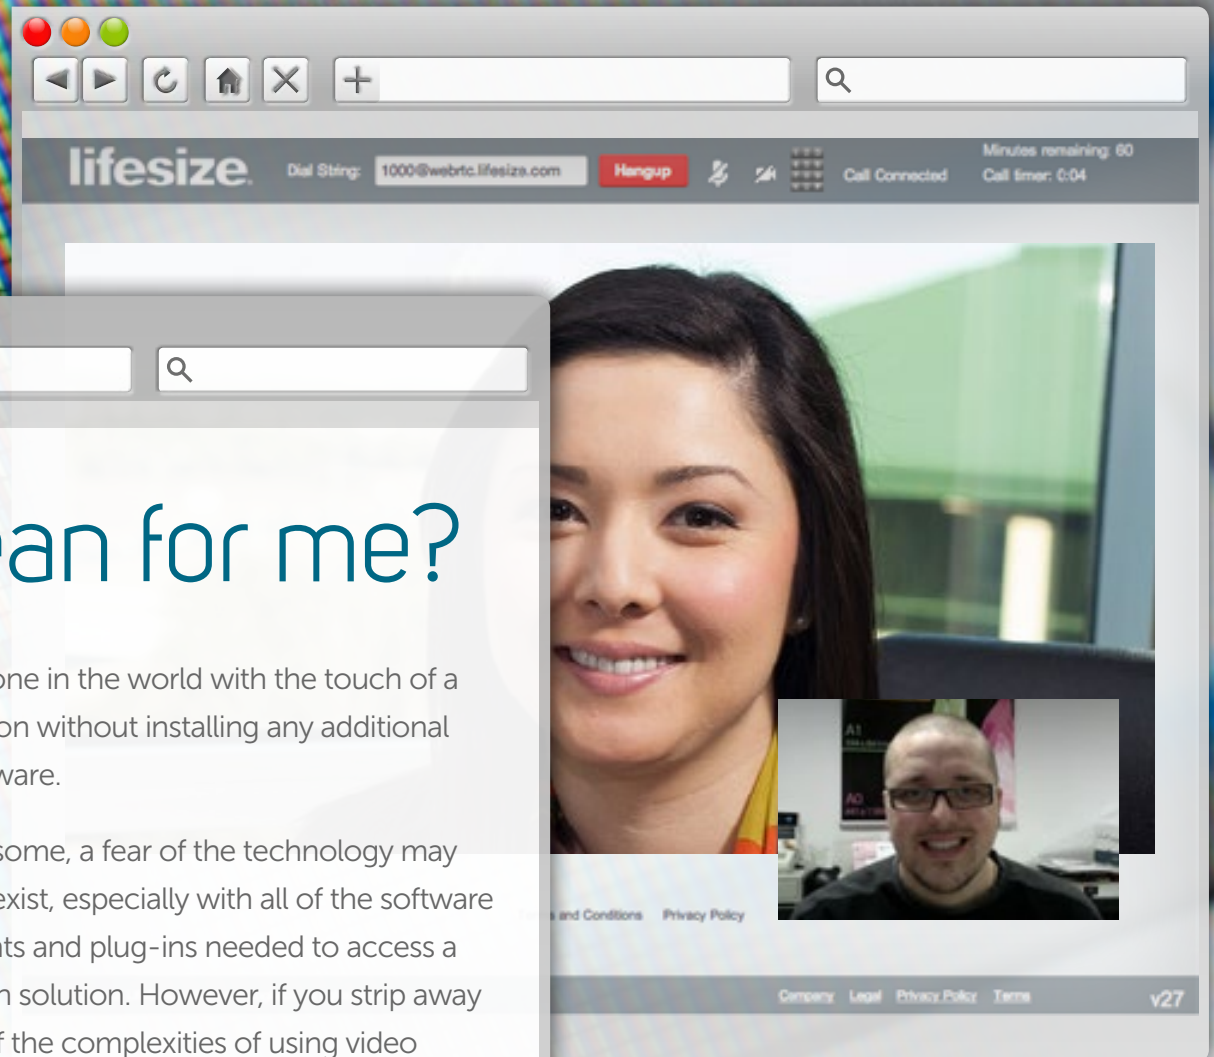 lifesize
Dial String: 1000@webrtc.lifesize.com Hangup Call Connected
Minutes remaining: 60
Call timer: 0:04
an for me?
one in the world with the touch of a
on without installing any additional
ware.
some, a fear of the technology may
exist, especially with all of the software
nts and plug-ins needed to access a
n solution. However, if you strip away
f the complexities of using video
A1
A0
and Conditions Privacy Policy
Company Legal Privacy Policy Terms v27